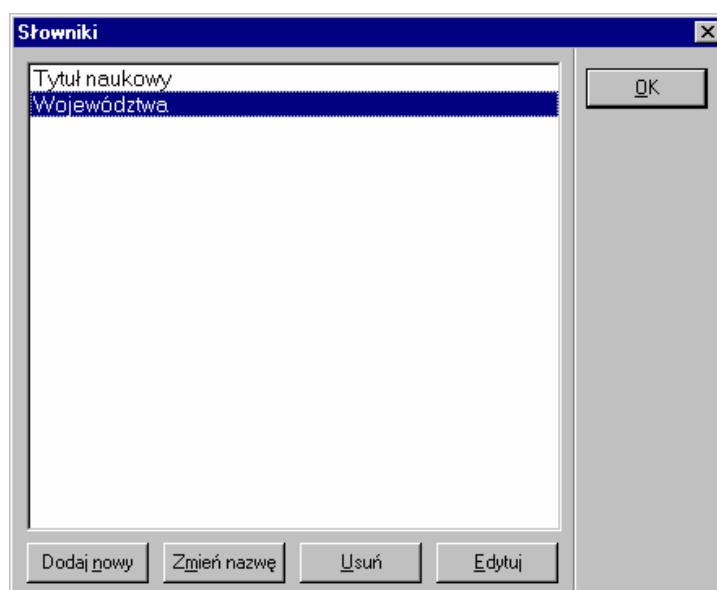 Słowniki
Tytuł naukowy
Województwa
OK
Dodaj nowy
Zmień nazwę
Usuń
Edytuj